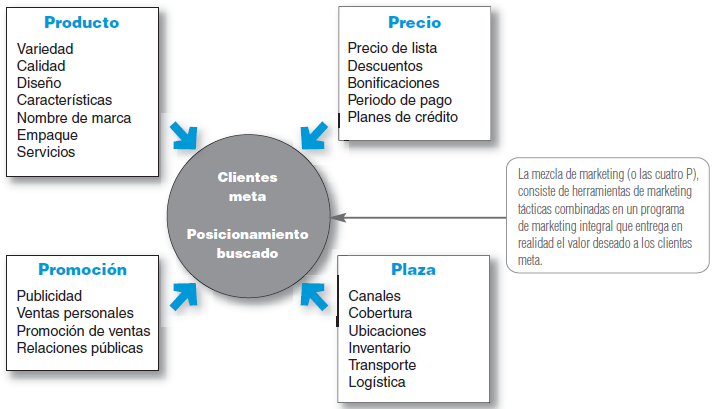 Producto
Variedad
Calidad
Diseño
Características
Nombre de marca
Empaque
Servicios
Precio
Precio de lista
Descuentos
Bonificaciones
Periodo de pago
Planes de crédito
Clientes
meta
Posicionamiento
buscado
La mezcla de marketing (o las cuatro P),
consiste de herramientas de marketing
tácticas combinadas en un programa
de marketing integral que entrega en
realidad el valor deseado a los clientes
meta.
Promoción
Publicidad
Ventas personales
Promoción de ventas
Relaciones públicas
Plaza
Canales
Cobertura
Ubicaciones
Inventario
Transporte
Logística